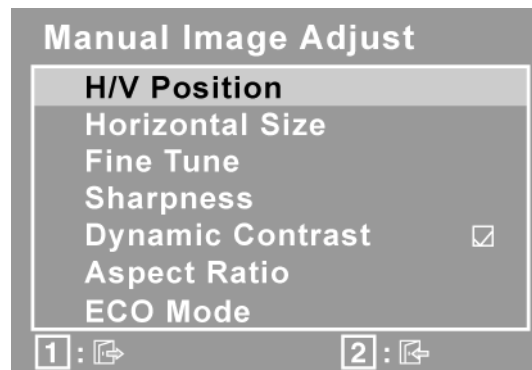 Manual Image Adjust
H/V Position
Horizontal Size
Fine Tune
Sharpness
Dynamic Contrast
Aspect Ratio
ECO Mode
1 : 2 :